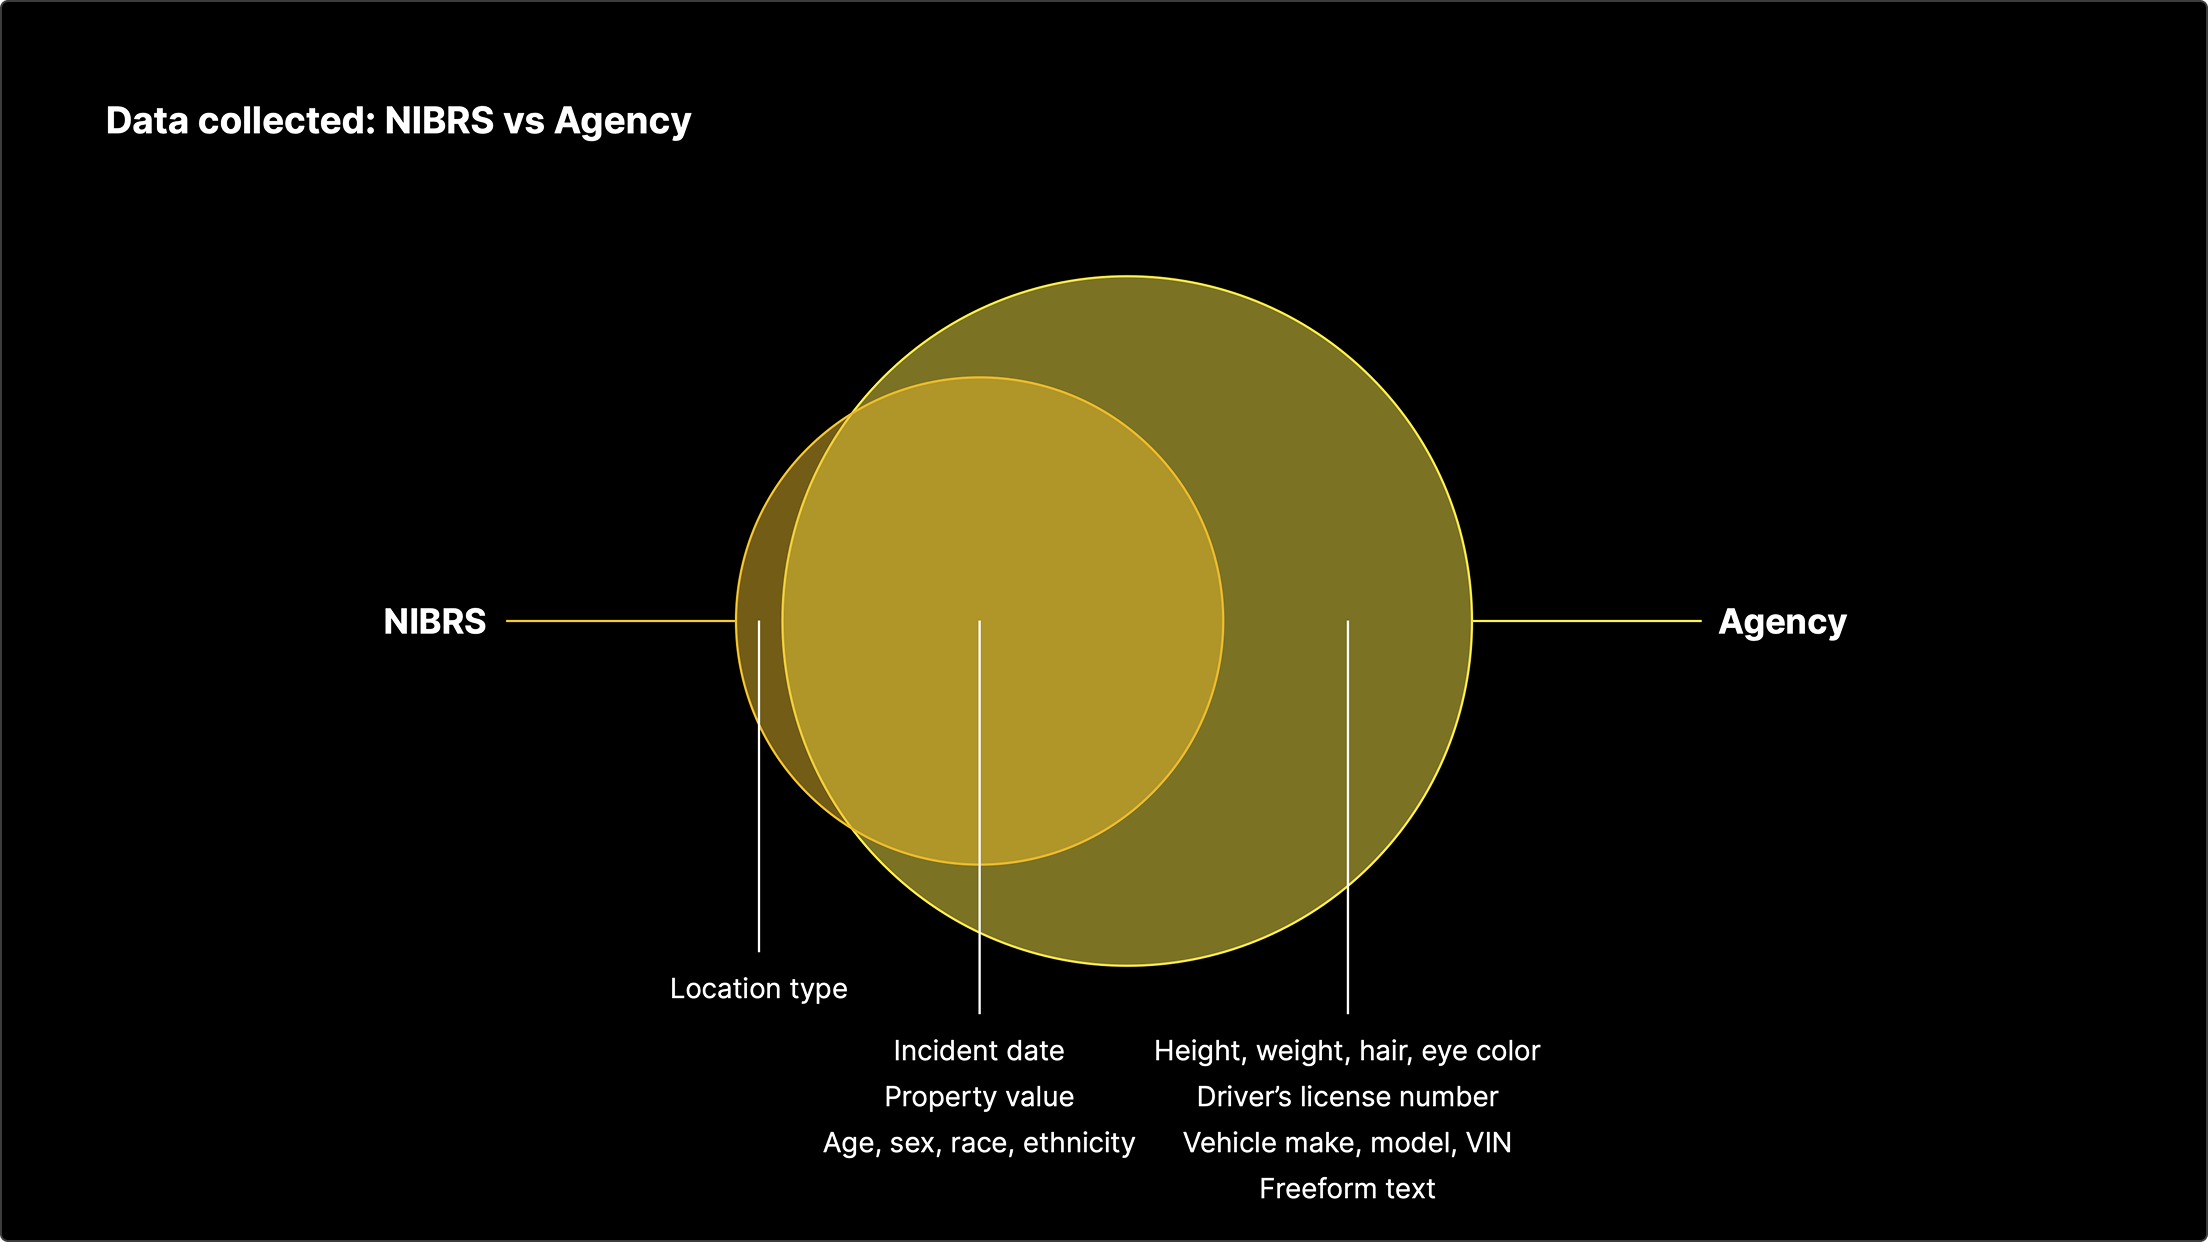 Data collected: NIBRS vs Agency
NIBRS
Agency
Location type
Incident date
Property value
Age, sex, race, ethnicity
Height, weight, hair, eye color
Driver’s license number
Vehicle make, model, VIN
Freeform text